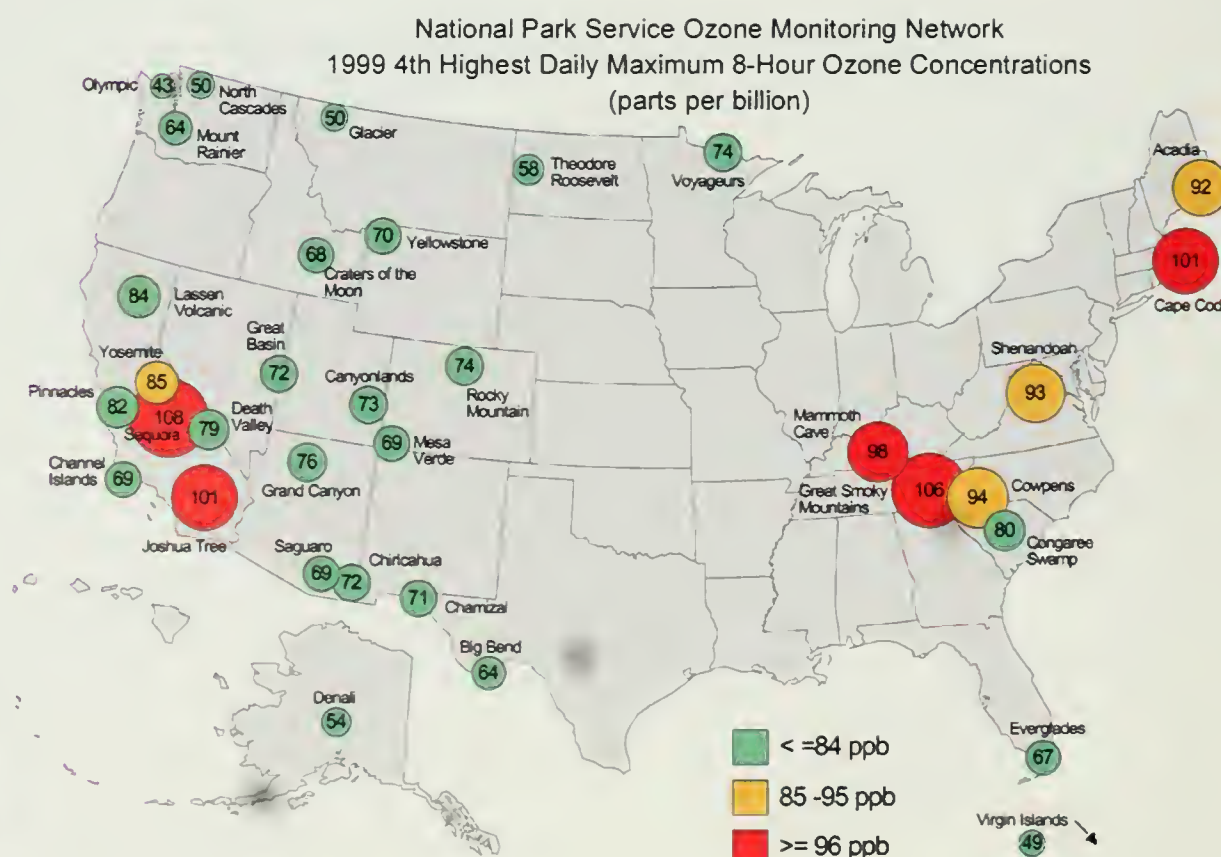 National Park Service Ozone Monitoring Network
1999 4th Highest Daily Maximum 8-Hour Ozone Concentrations
(parts per billion)
Olympic
43
50
North
Cascades
64
Mount
Rainier
50
Glacier
58
Theodore
Roosevelt
74
Voyageurs
Acadia
92
101
Cape Cod
70
Yellowstone
68
Craters of the
Moon
84
Lassen
Volcanic
Great
Basin
72
Yosemite
85
Pinnacles
82
108
Sequora
79
Death
Valley
Canyonlands
73
74
Rocky
Mountain
69
Mesa
Verde
76
Grand Canyon
Channel
Islands
69
101
Joshua Tree
Shenandoah
93
Mammoth
Cave
98
Great Smoky
Mountains
106
94
Cowpens
80
Congaree
Swamp
Saguaro
69
Chiricahua
72
71
Chamizal
Big Bend
64
Denali
54
Everglades
67
Virgin Islands
49
< =84 ppb
85 -95 ppb
>= 96 ppb